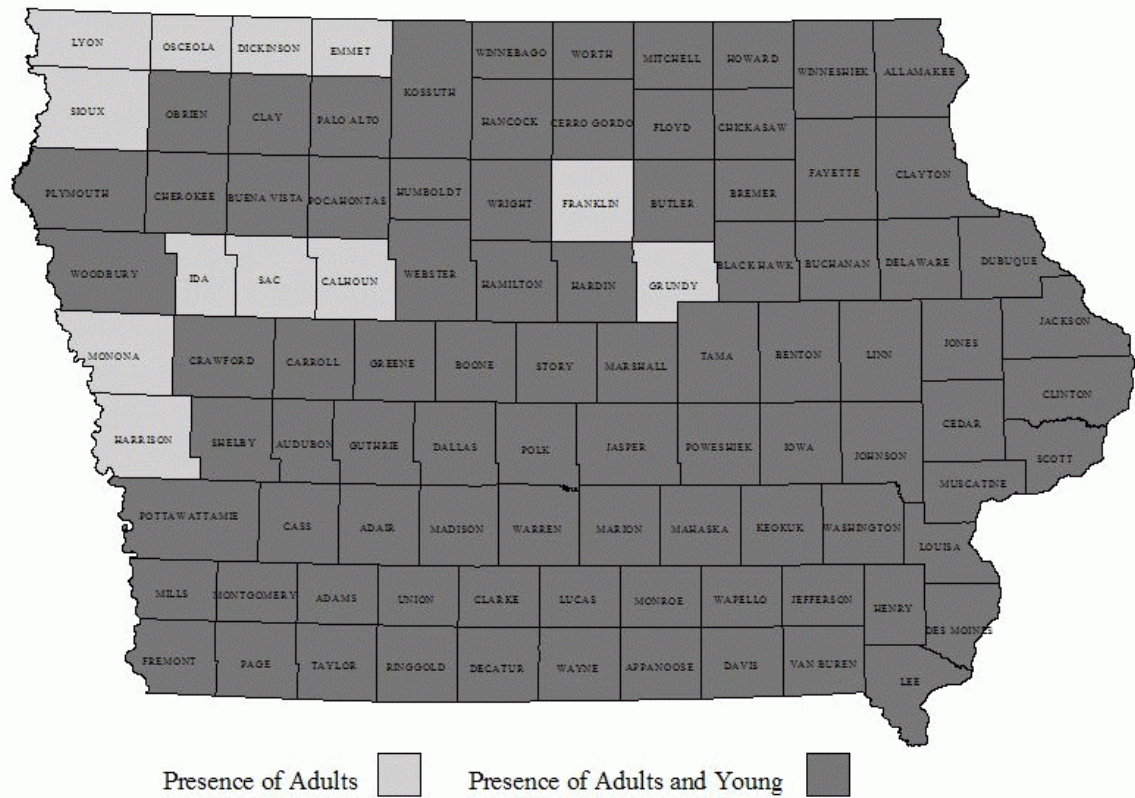 LYON OSCEOLA DICKINSON EMMET
WINNEBAGO WORTH MITCHELL HOWARD WINNESHIEK ALLAMAKEE
KOSSUTH
SIOUX OBRIEN CLAY PALO ALTO HANCOCK CERRO GORDO FLOYD CHICKASAW
FAYETTE CLAYTON
PLYMOUTH CHEROKEE BUENA VISTA POCAHONTAS HUMBOLDT WRIGHT FRANKLIN BUTLER BREMER
WOODBURY IDA SAC CALHOUN WEBSTER HAMILTON HARDIN GRUNDY BLACK HAWK BUCHANAN DELAWARE DUBUQUE
JACKSON
MONONA CRAWFORD CARROLL GREENE BOONE STORY MARSHALL TAMA BENTON LINN JONES
CLINTON
HARRISON SHELBY AUDUBON GUTHRIE DALLAS POLK JASPER POWESHIEK IOWA JOHNSON CEDAR SCOTT
MUSCATINE
POTTAWATTAMIE CASS ADAIR MADISON WARREN MARION MAHASKA KEOKUK WASHINGTON LOUISA
MILLS MONTGOMERY ADAMS UNION CLARKE LUCAS MONROE WAPELLO JEFFERSON HENRY DES MOINES
FREMONT PAGE TAYLOR RINGGOLD DECATUR WAYNE APPANOOSE DAVIS VAN BUREN LEE
Presence of Adults Presence of Adults and Young